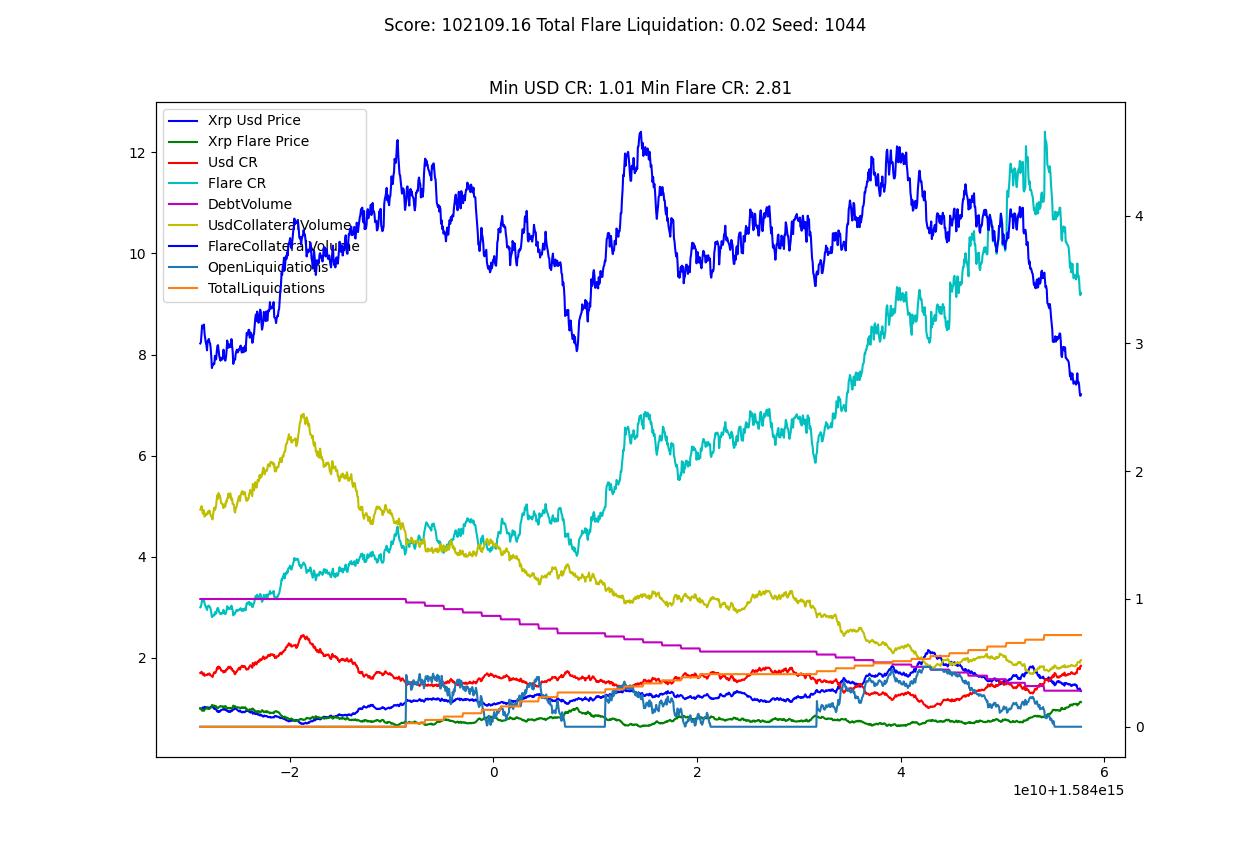 Score: 102109.16 Total Flare Liquidation: 0.02 Seed: 1044
Min USD CR: 1.01 Min Flare CR: 2.81
Xrp Usd Price
Xrp Flare Price
Usd CR
Flare CR
DebtVolume
UsdCollateralVolume
FlareCollateralVolume
OpenLiquidations
TotalLiquidations
12
10
8
6
4
2
4
3
2
1
0
−2
0
2
4
6
1e10+1.584e15